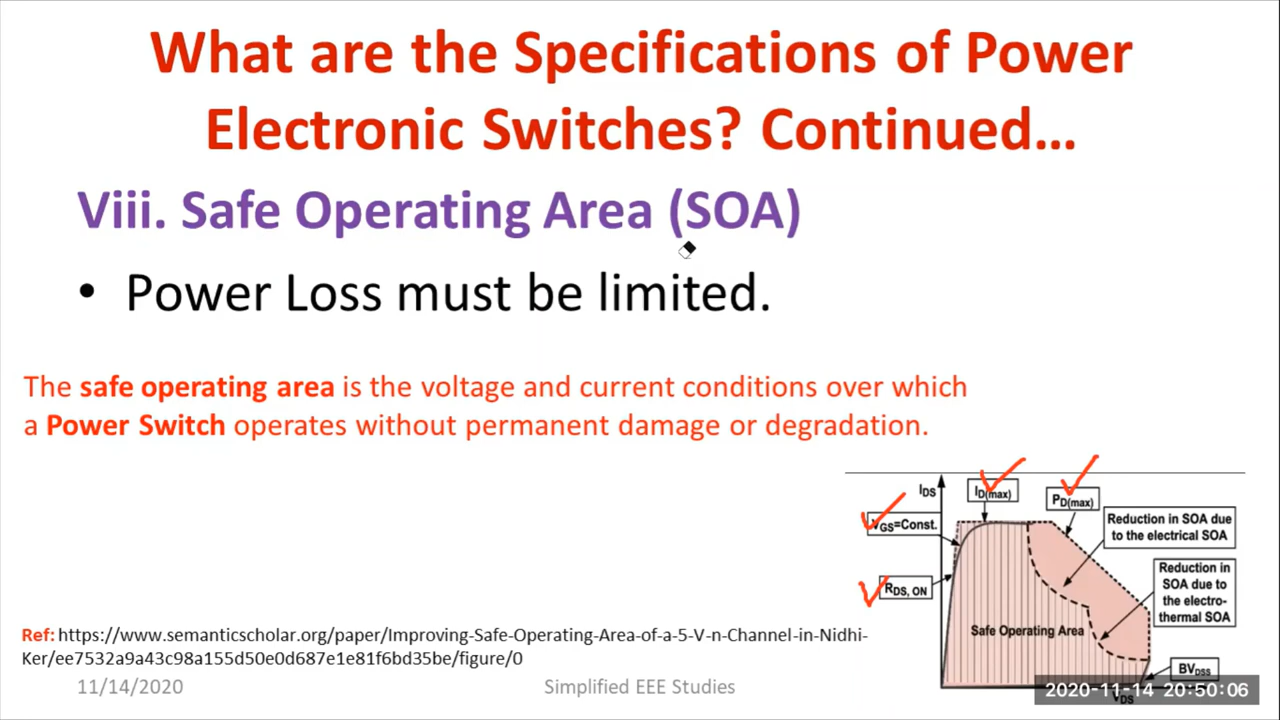 What are the Specifications of Power
Electronic Switches? Continued...
Viii. Safe Operating Area (SOA)
• Power Loss must be limited.
The safe operating area is the voltage and current conditions over which
a Power Switch operates without permanent damage or degradation.
IDS
ID(max)
PD(max)
VGS=Const.
Reduction in SOA due
to the electrical SOA
RDS, ON
Reduction in
SOA due to
the electro-
thermal SOA
Safe Operating Area
BVDSS
VDS
Ref: https://www.semanticscholar.org/paper/Improving-Safe-Operating-Area-of-a-5-V-n-Channel-in-Nidhi-
Ker/ee7532a9a43c98a155d50e0d687e1e81f6bd35be/figure/0
11/14/2020
Simplified EEE Studies
2020-11-14 20:50:06